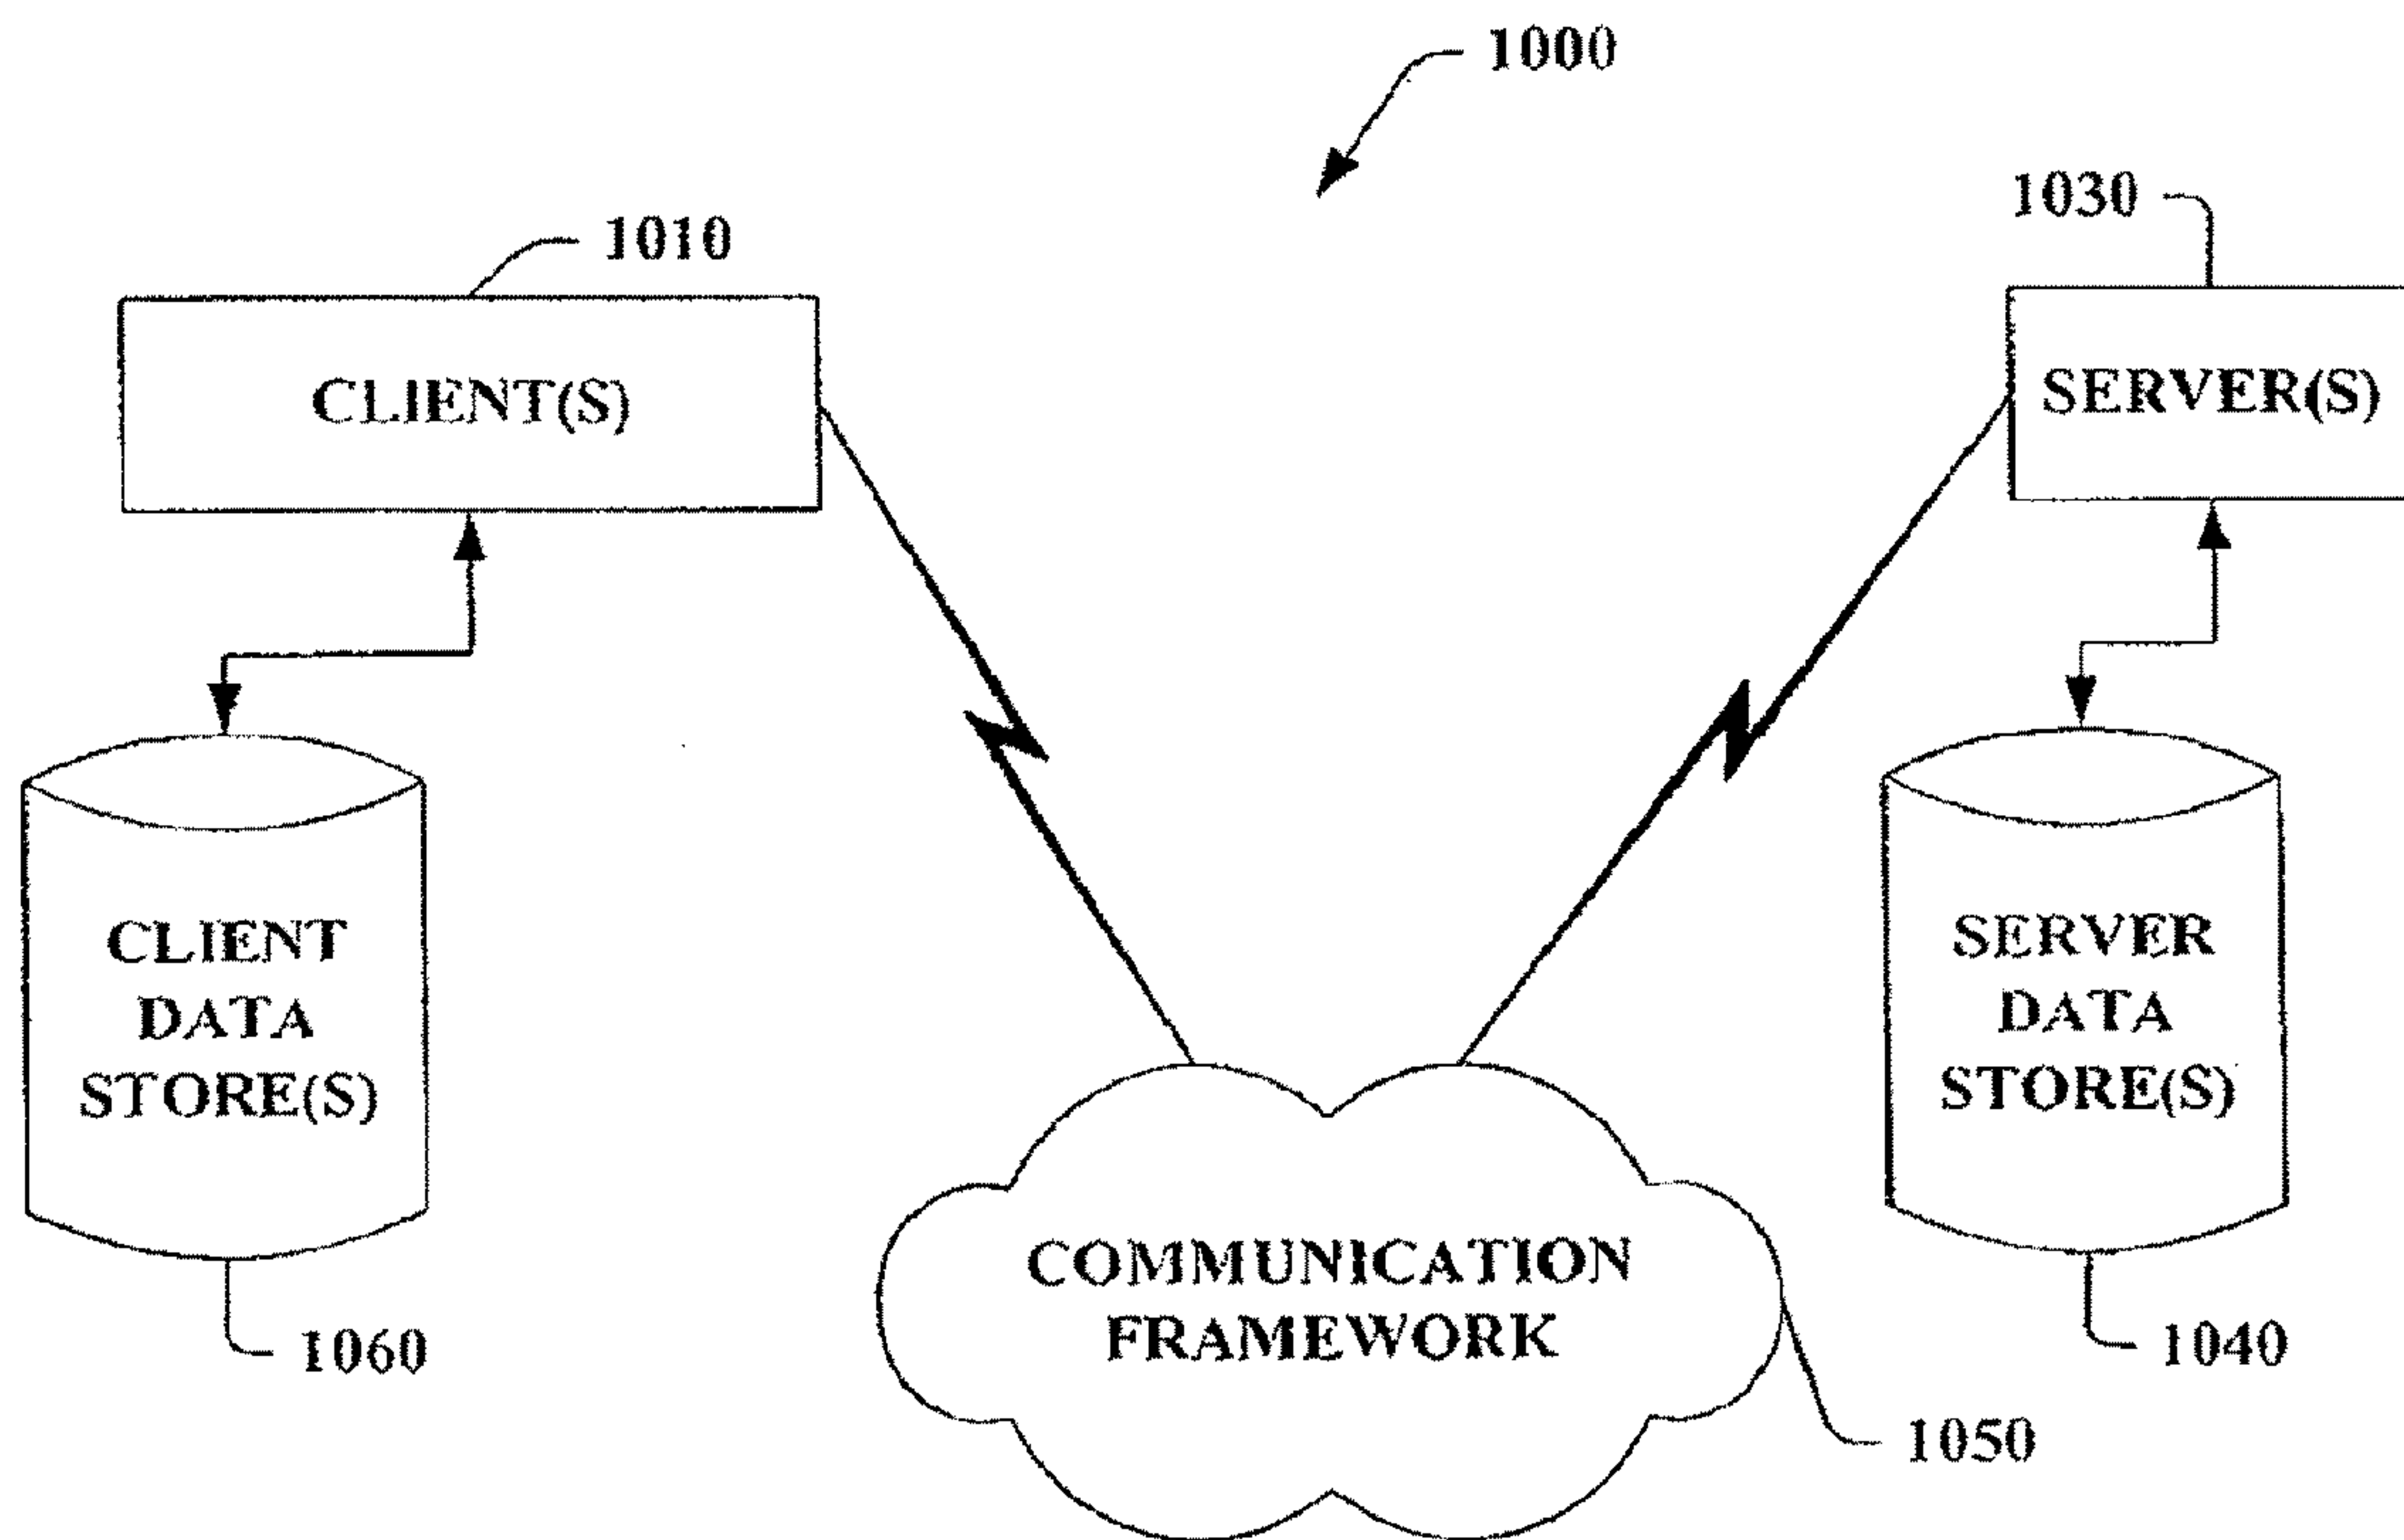 1000
1010
1030
CLIENT(S)
SERVER(S)
CLIENT
DATA
STORE(S)
SERVER
DATA
STORE(S)
COMMUNICATION
FRAMEWORK
1060
1040
1050